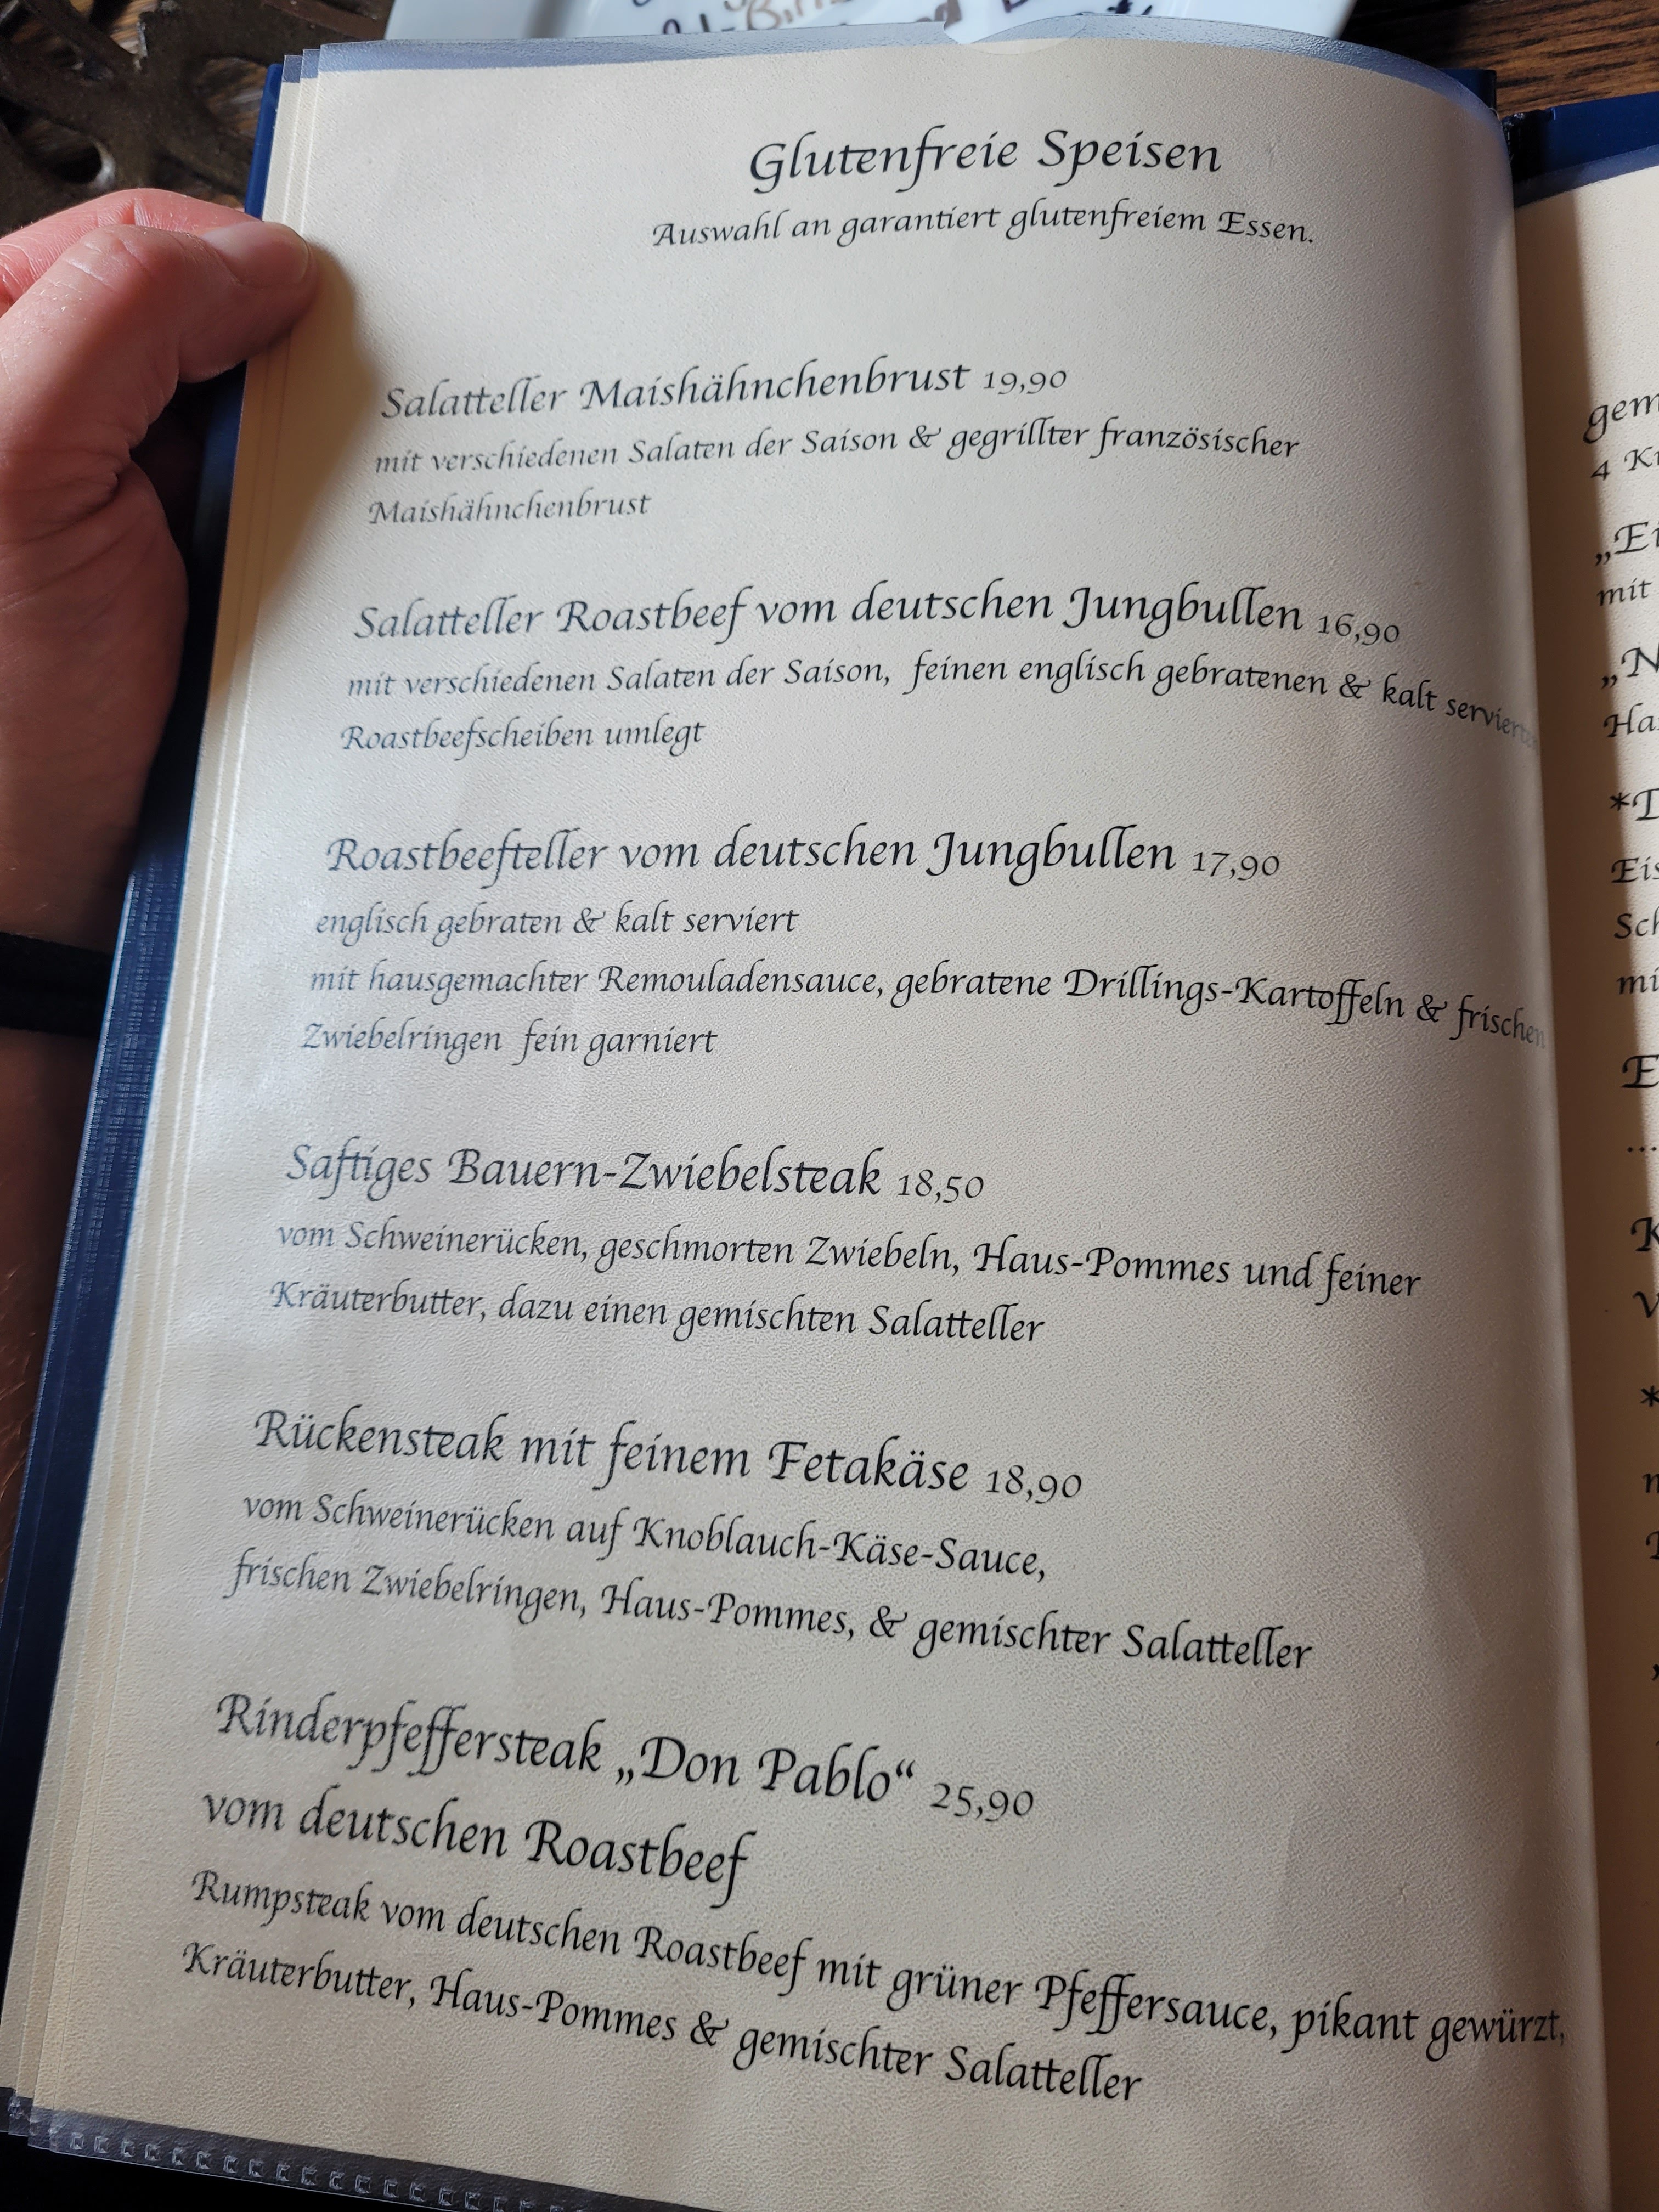 Glutenfreie Speisen
Auswahl an garantiert glutenfreiem Essen.
Salatteller Maishähnchenbrust 19,90
mit verschiedenen Salaten der Saison & gegrillter französischer
Maishähnchenbrust
Salatteller Roastbeef vom deutschen Jungbullen 16,90
mit verschiedenen Salaten der Saison, feinen englisch gebratenen & kalt
Roastbeefscheiben umlegt
Roastbeefteller vom deutschen Jungbullen 17,90
englisch gebraten & kalt serviert
mit hausgemachter Remouladensauce, gebratene Drillings-Kartoffeln & frischen
Zwiebelringen fein garniert
Saftiges Bauern-Zwiebelsteak 18,50
vom Schweinerücken, geschmorten Zwiebeln, Haus-Pommes und feiner
Kräuterbutter, dazu einen gemischten Salatteller
Rückensteak mit feinem Fetakäse 18,90
vom Schweinerücken auf Knoblauch-Käse-Sauce,
frischen Zwiebelringen, Haus-Pommes, & gemischter Salatteller
Rinderpfeffersteak „Don Pablo“ 25,90
vom deutschen Roastbeef
Rumpsteak vom deutschen Roastbeef mit grüner Pfeffersauce, pikant gewürzt,
Kräuterbutter, Haus-Pommes & gemischter Salatteller
gem
4
mit